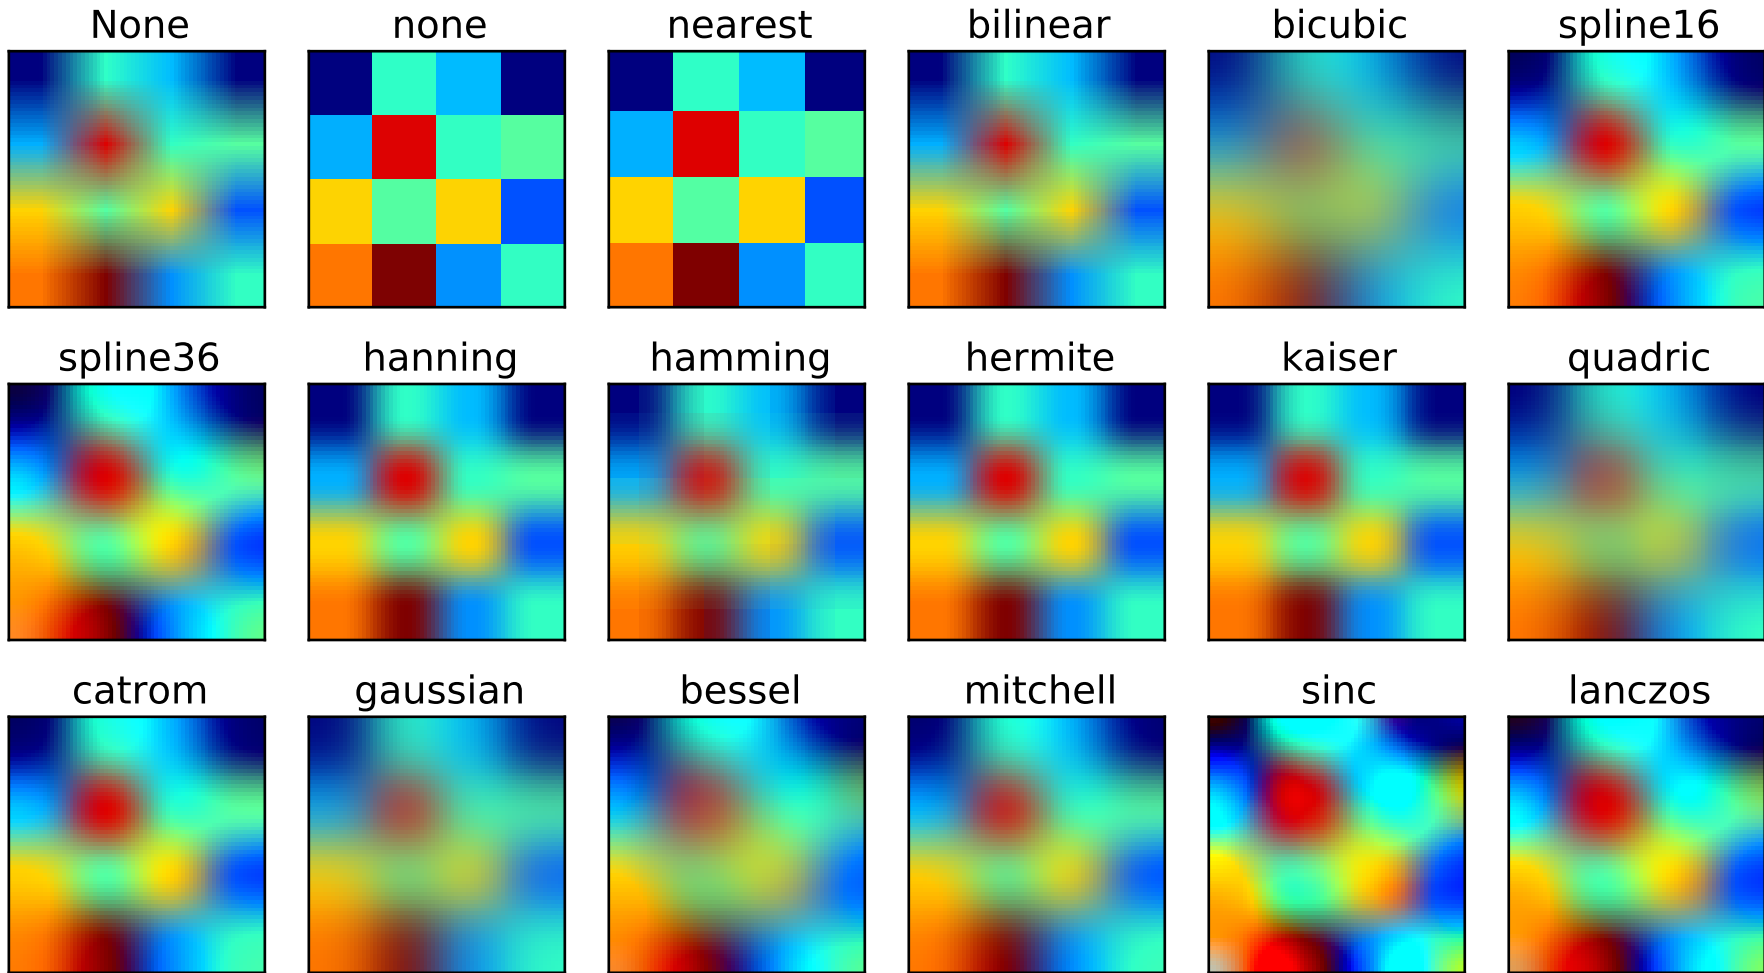 None none nearest bilinear bicubic spline16
spline36 hanning hamming hermite kaiser quadric
catrom gaussian bessel mitchell sinc lanczos